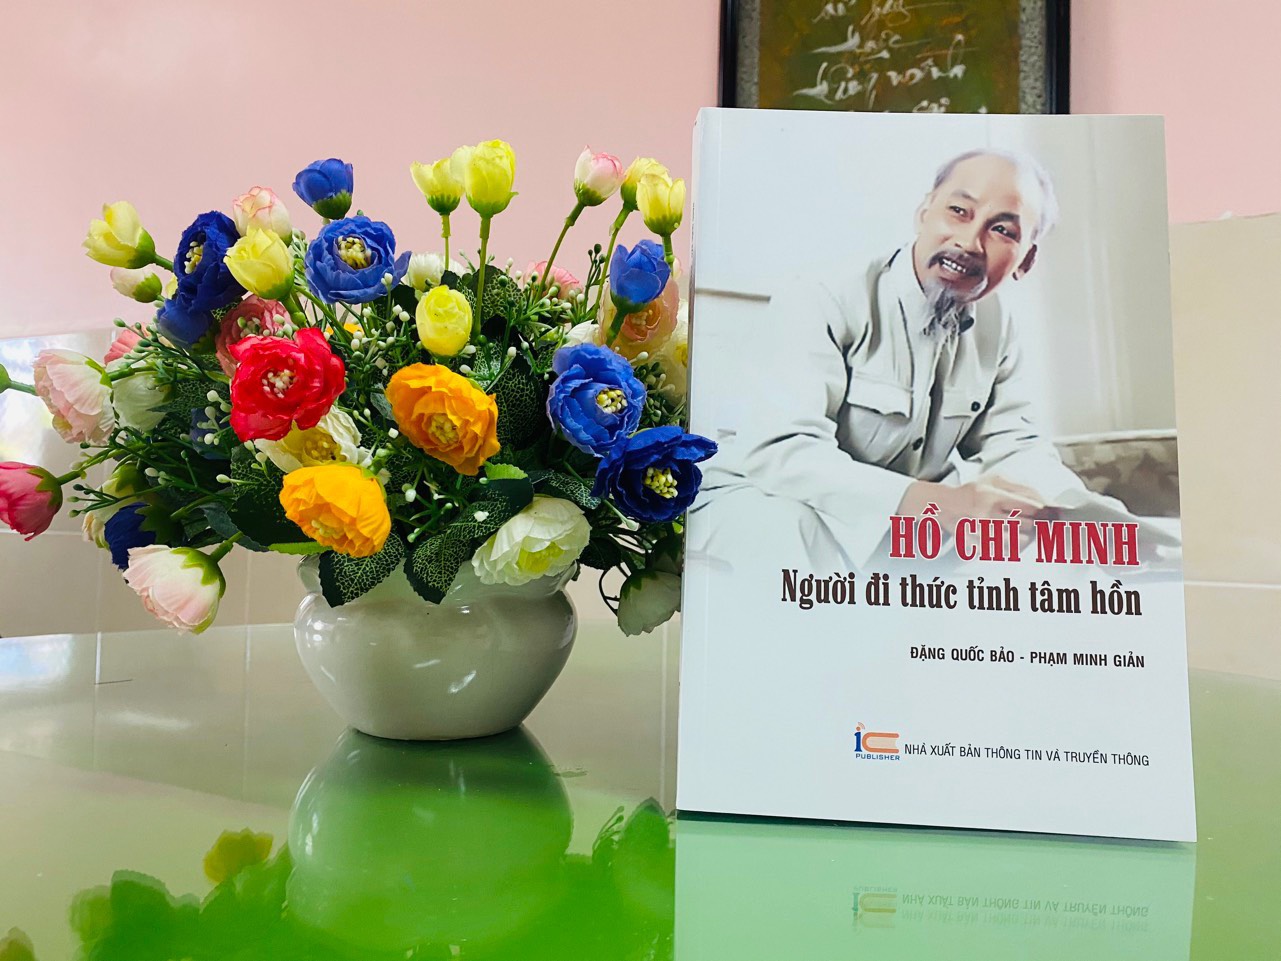 HỒ CHÍ MINH
Người đi thức tỉnh tâm hồn
ĐẶNG QUỐC BẢO - PHẠM MINH GIẢN
ic
PUBLISHER
NHÀ XUẤT BẢN THÔNG TIN VÀ TRUYỀN THÔNG